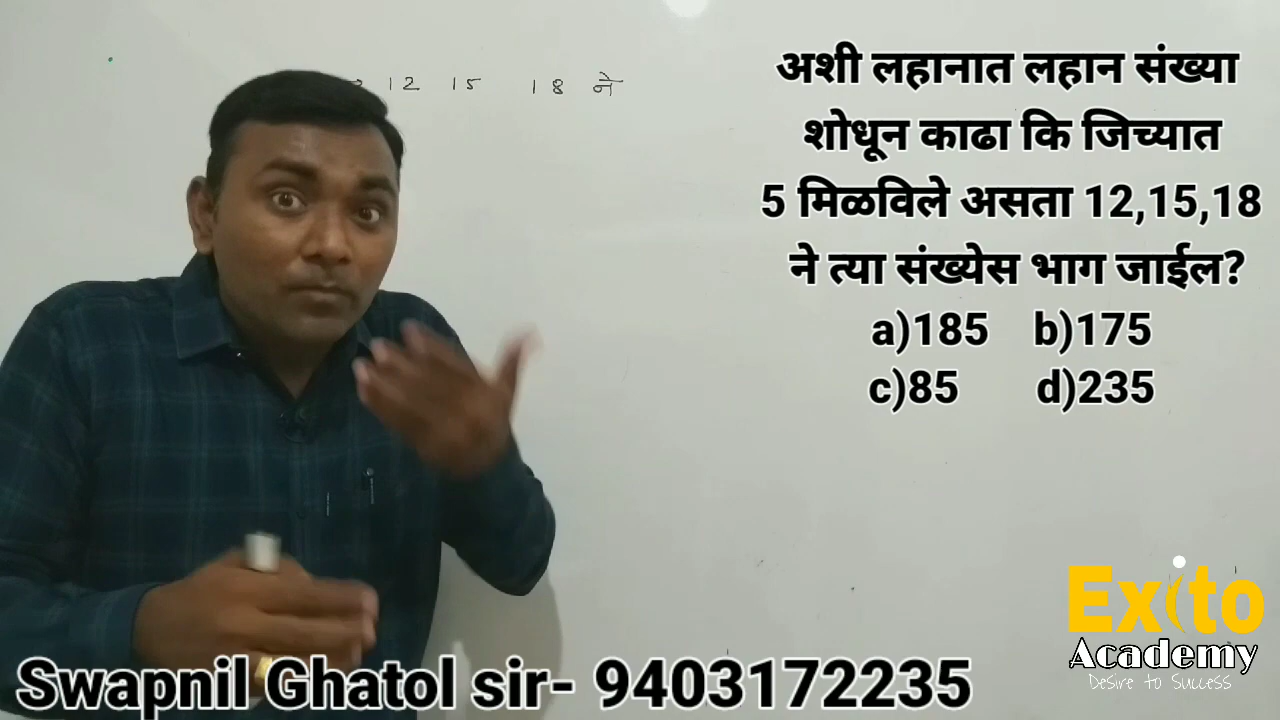 12 15 18 ने
अशी लहानात लहान संख्या
शोधून काढा कि जिच्यात
5 मिळविले असता 12,15,18
ने त्या संख्येस भाग जाईल?
a)185 b)175
c)85 d)235
Exito
Academy
Desire to Success
Swapnil Ghatol sir- 9403172235